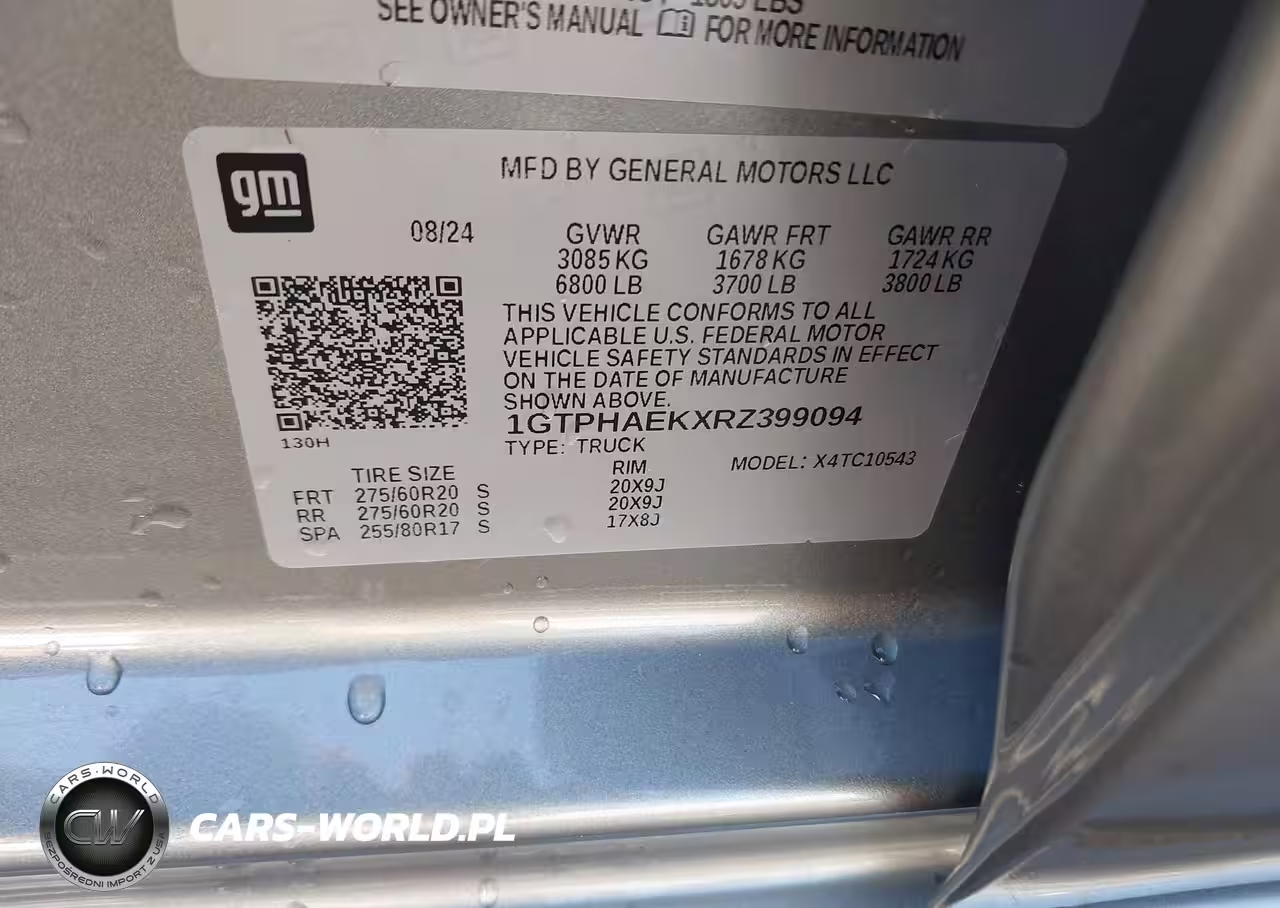 1805 LBS
SEE OWNER'S MANUAL FOR MORE INFORMATION
gm
MFD BY GENERAL MOTORS LLC
08/24 GVWR GAWR FRT GAWR RR
3085 KG 1678 KG 1724 KG
6800 LB 3700 LB 3800 LB
THIS VEHICLE CONFORMS TO ALL
APPLICABLE U.S. FEDERAL MOTOR
VEHICLE SAFETY STANDARDS IN EFFECT
ON THE DATE OF MANUFACTURE
SHOWN ABOVE.
1GTPHAEKXRZ399094
130H
TYPE: TRUCK
MODEL: X4TC10543
TIRE SIZE RIM
FRT 275/60R20 S 20X9J
RR 275/60R20 S 20X9J
SPA 255/80R17 S 17X8J
CARS-WORLD
CW
BEZPOŚREDNI IMPORT Z USA
CARS-WORLD.PL